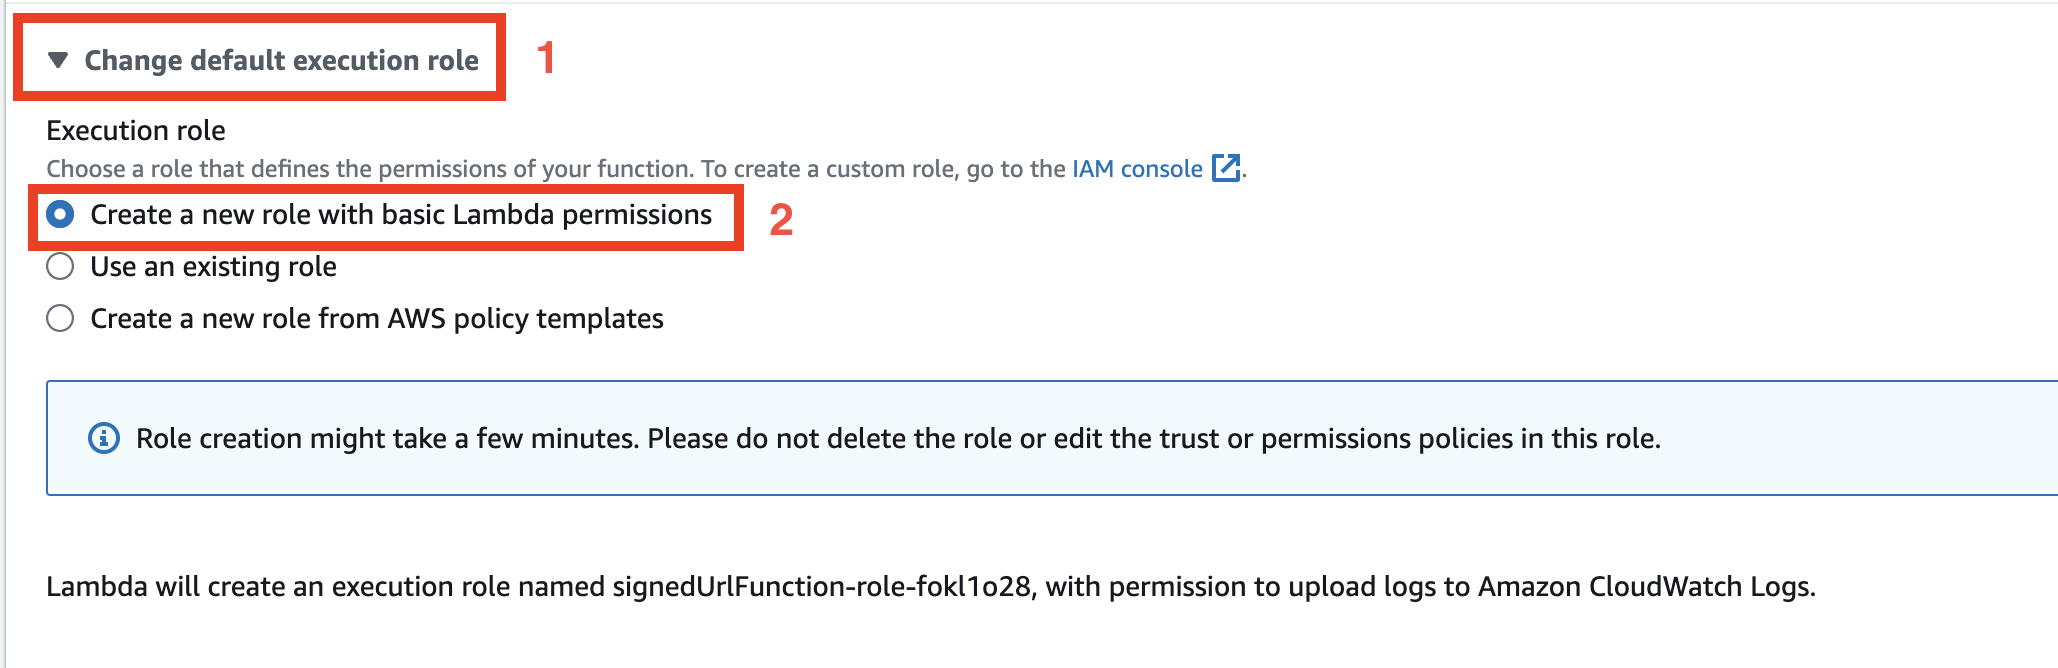 Change default execution role 1
Execution role
Choose a role that defines the permissions of your function. To create a custom role, go to the IAM console.
Create a new role with basic Lambda permissions 2
Use an existing role
Create a new role from AWS policy templates
Role creation might take a few minutes. Please do not delete the role or edit the trust or permissions policies in this role.
Lambda will create an execution role named signedUrlFunction-role-fokl1o28, with permission to upload logs to Amazon CloudWatch Logs.